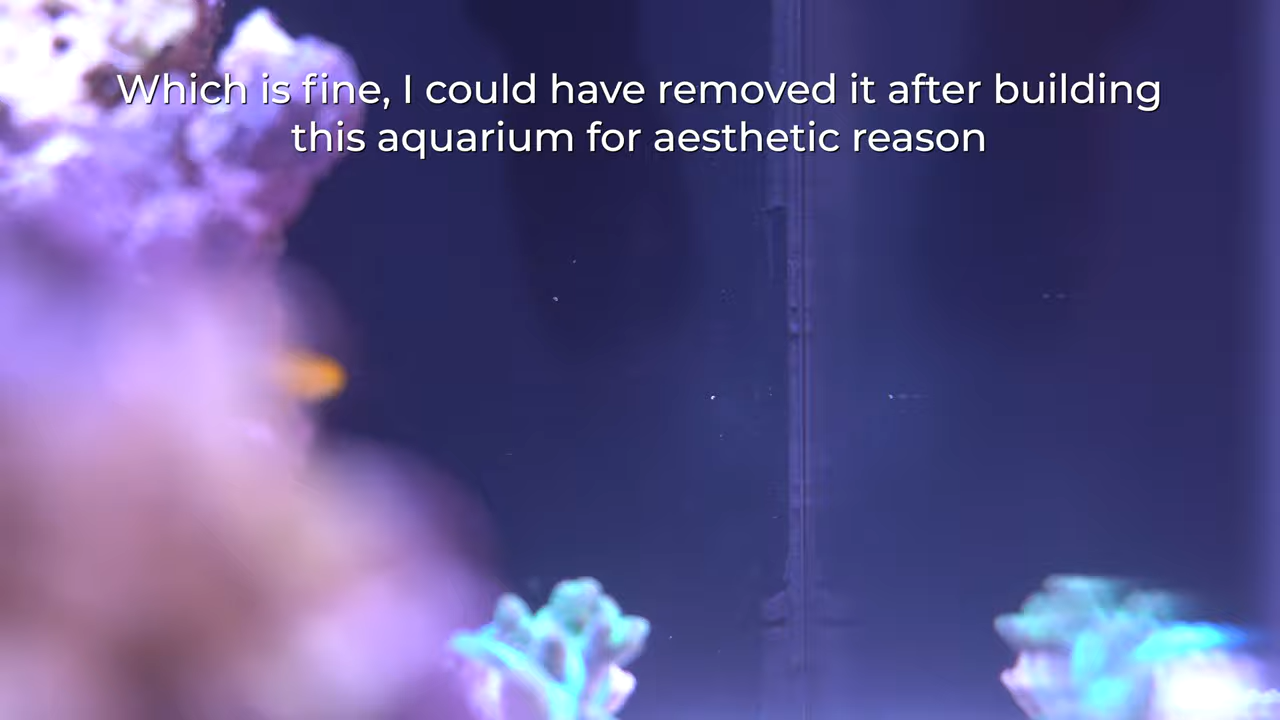 Which is fine, I could have removed it after building
this aquarium for aesthetic reason